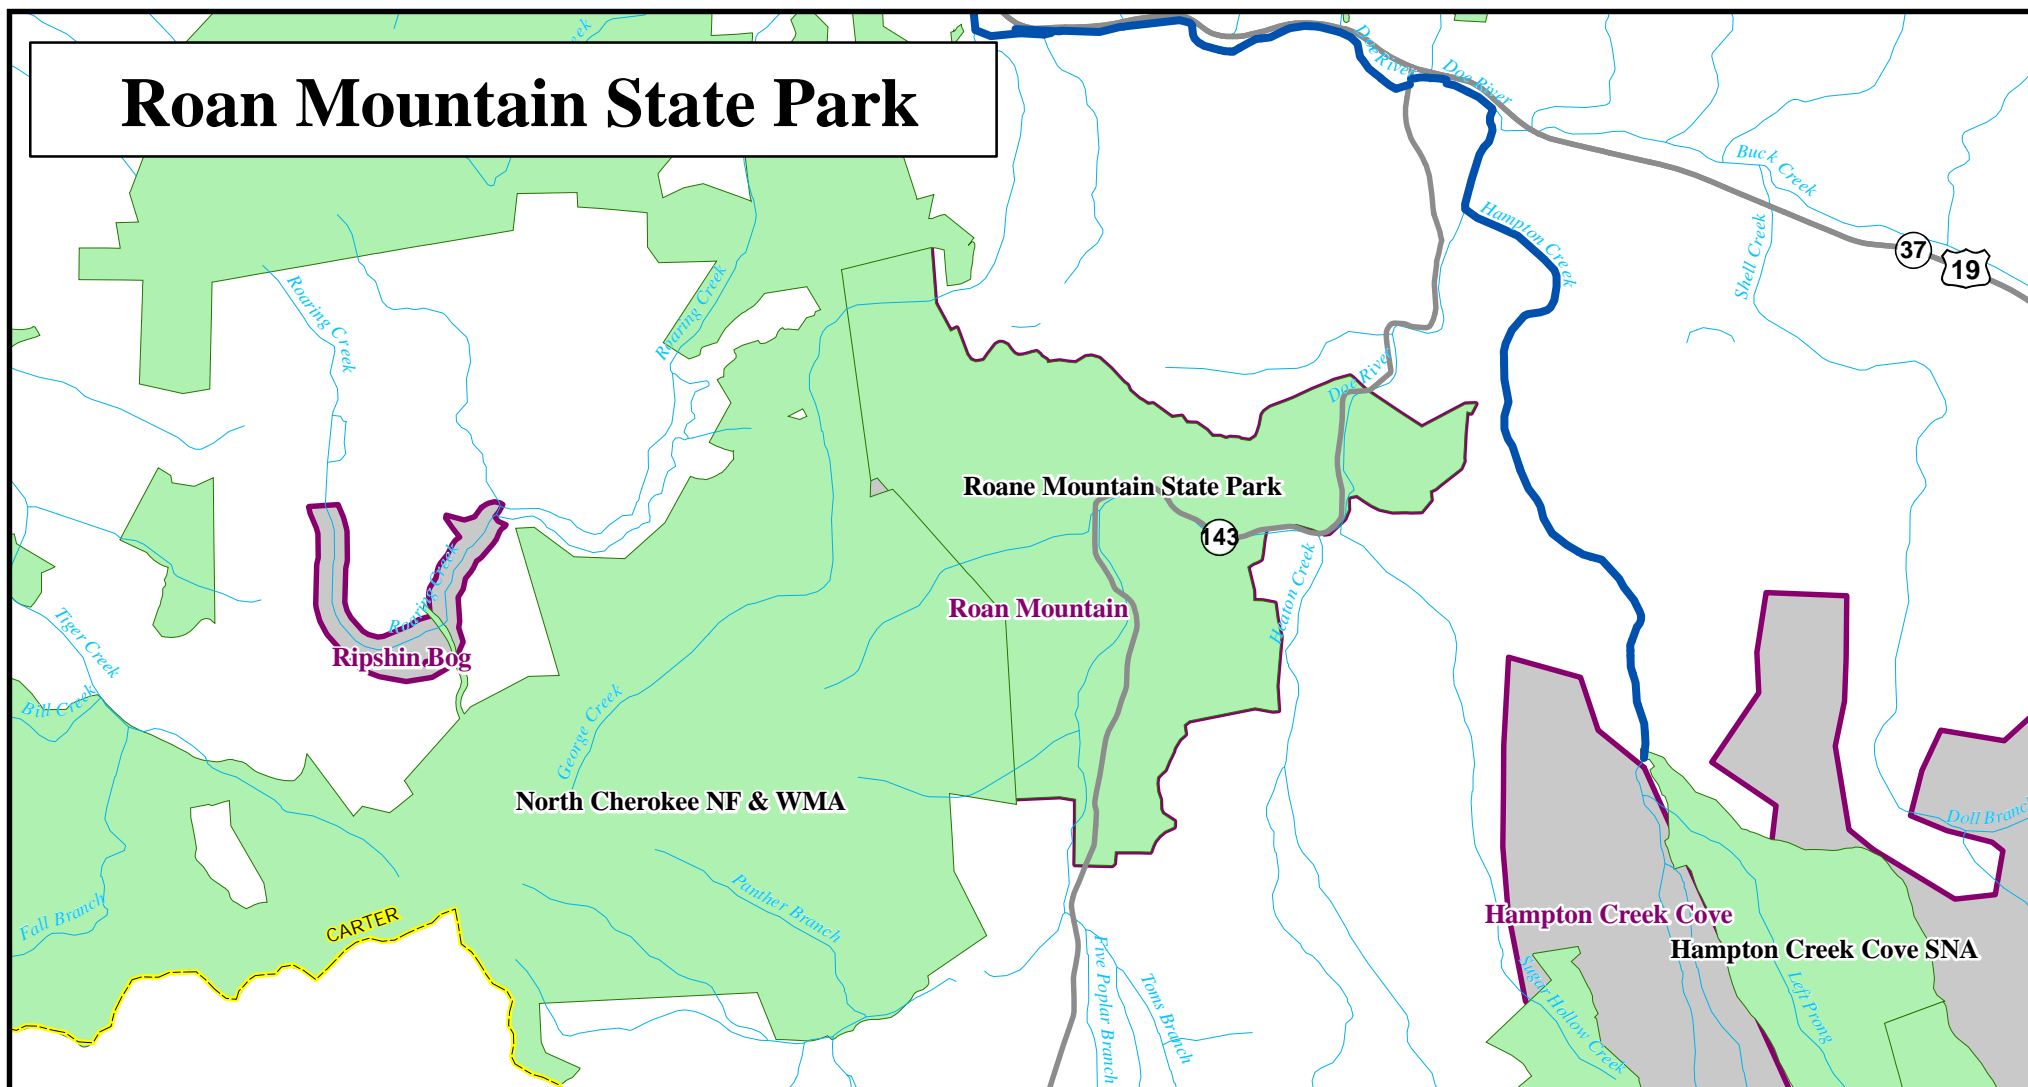 Roan Mountain State Park
Creek
Doe River
Doe River
Buck Creek
Hampton Creek
Shell Creek
37
19
Roaring Creek
Roaring Creek
Doe River
Roane Mountain State Park
143
Roaring Creek
Heaton Creek
Roan Mountain
Tiger Creek
Ripshin Bog
Bill Creek
George Creek
North Cherokee NF & WMA
Doll Branch
Panther Branch
Fall Branch
CARTER
Hampton Creek Cove
Hampton Creek Cove SNA
Five Poplar Branch
Toms Branch
Sugar Hollow Creek
Left Prong